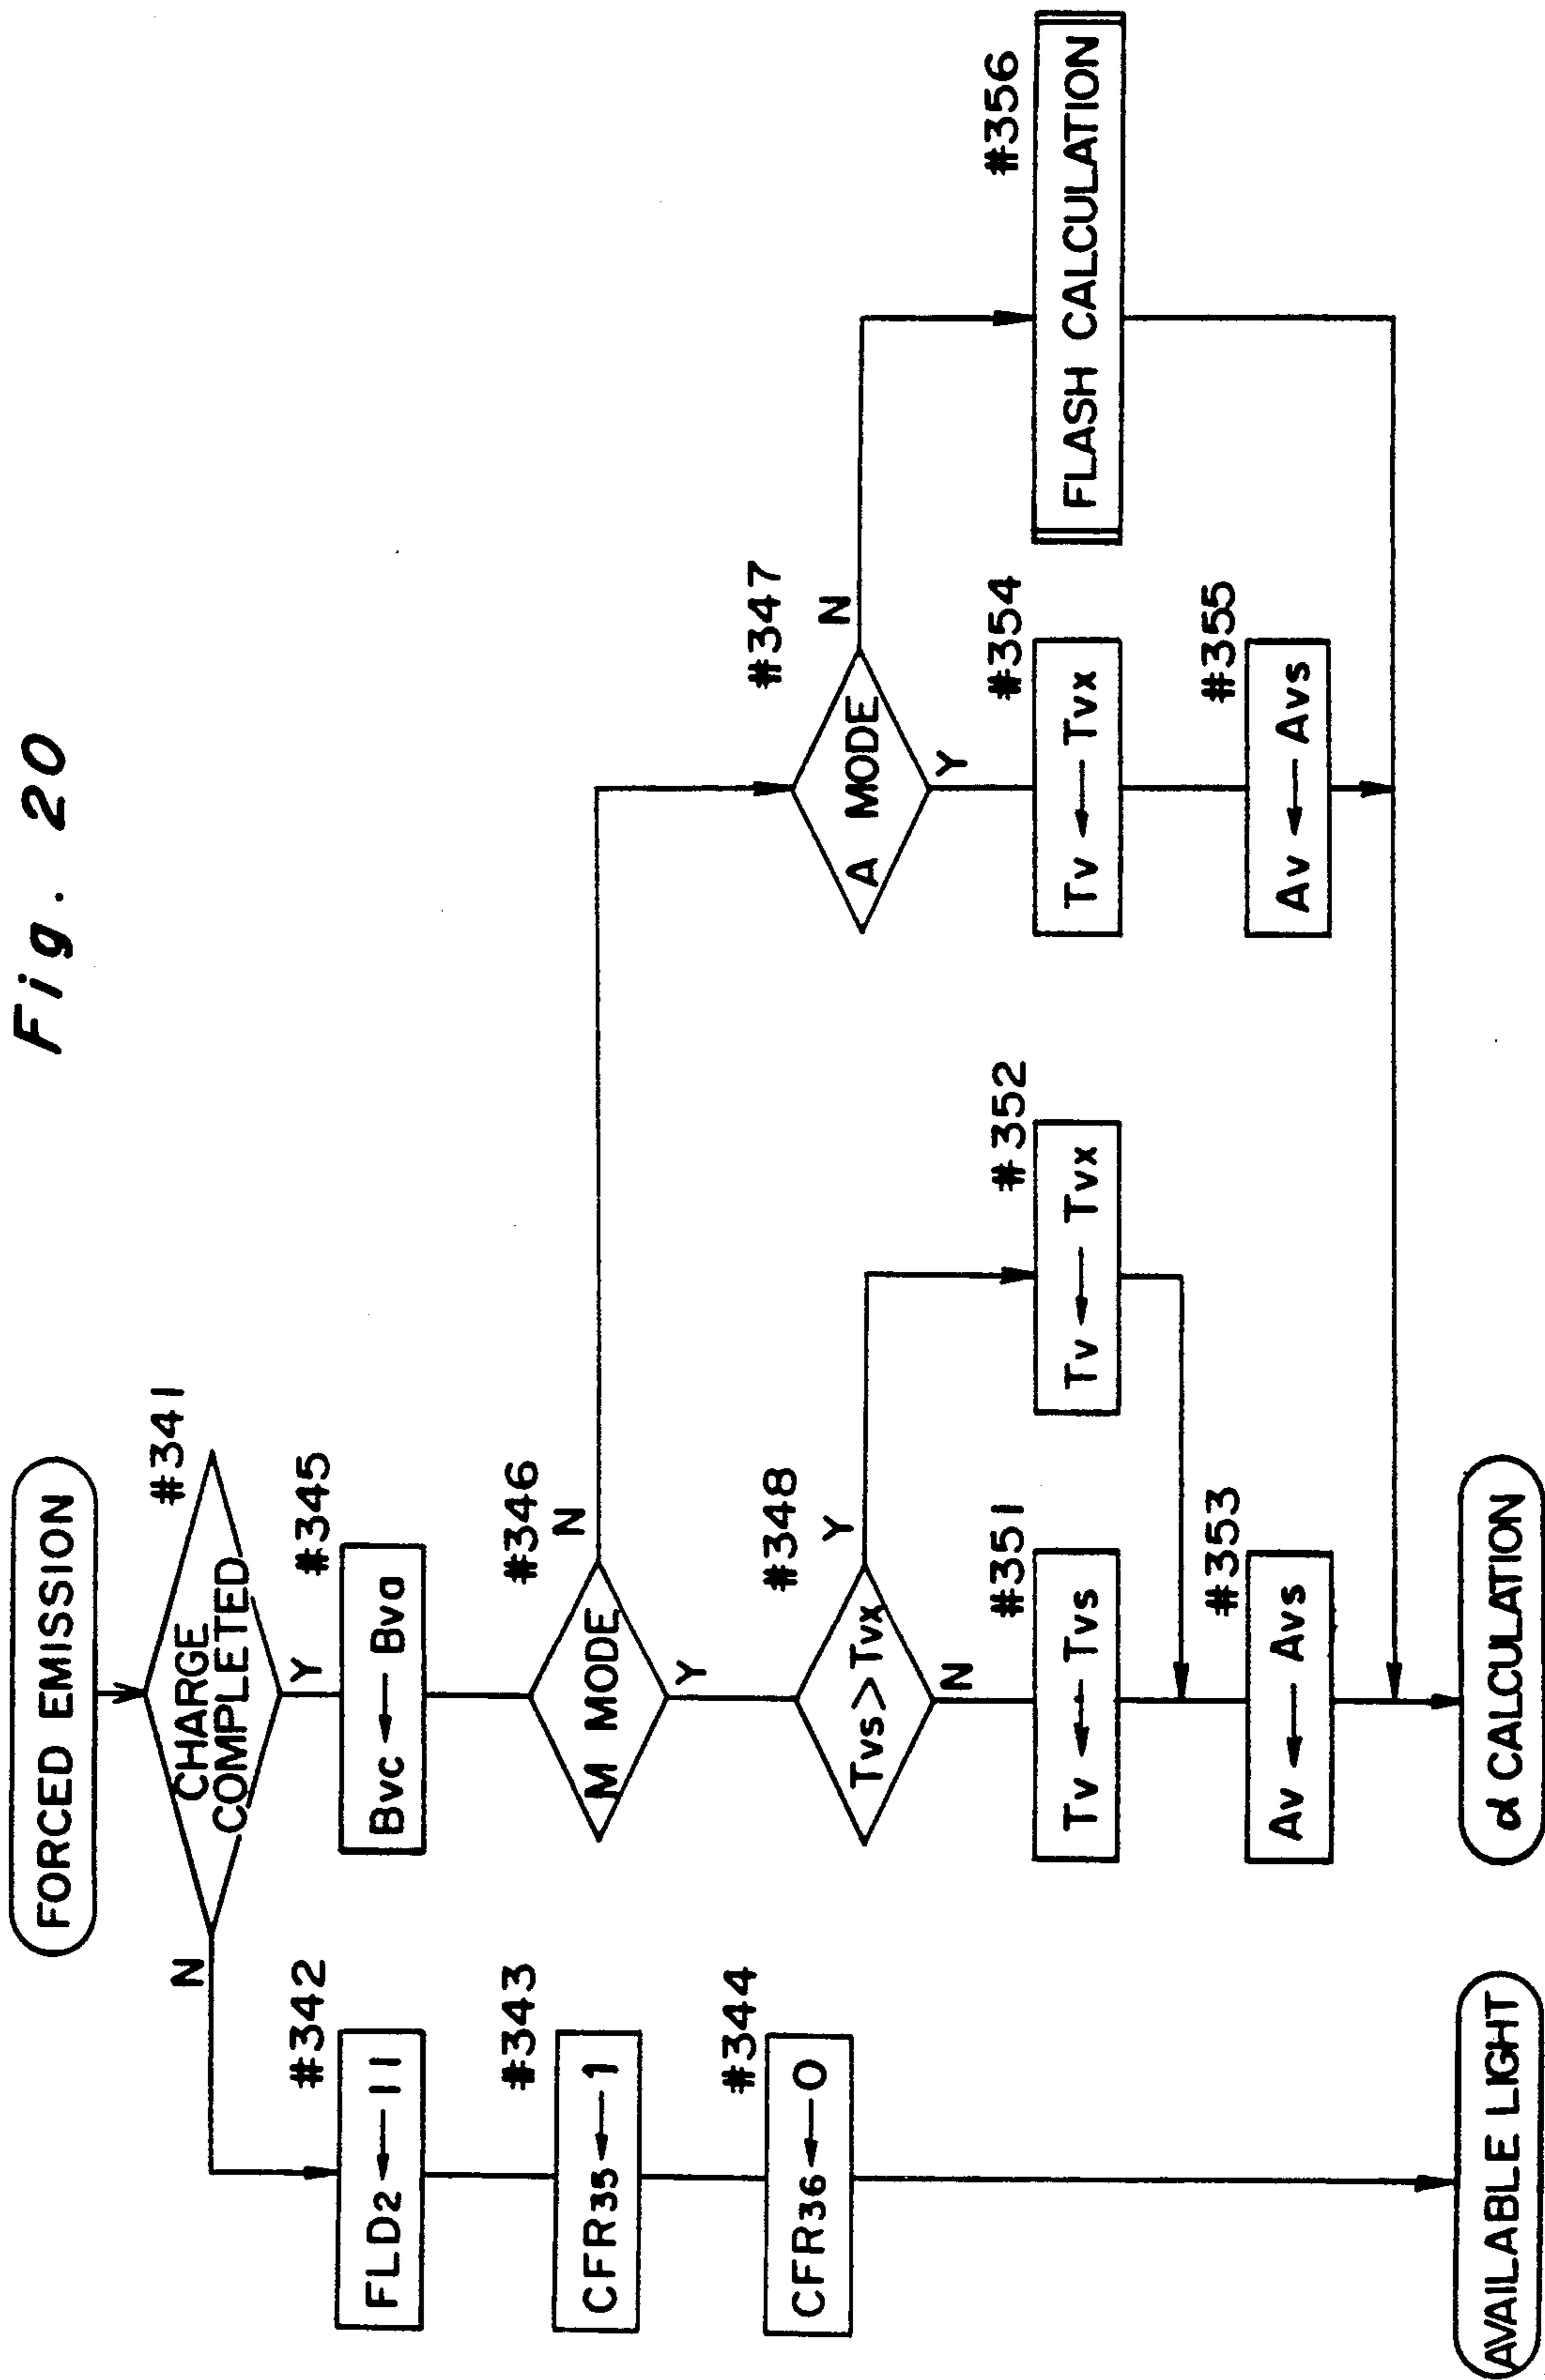 Fig. 20
FORCED EMISSION
#341
CHARGE
COMPLETED
N
Y
#342
FLD2 ← 11
#343
CFR35 ← 1
#344
CFR36 ← 0
AVAILABLE LIGHT
#345
Bvc ← Bva
#346
M MODE
N
Y
#348
Tvs > Tvx
Y
N
#351
Tv ← Tvs
#352
Tv ← Tvx
#353
Av ← Avs
α CALCULATION
#347
A MODE
N
Y
#354
Tv ← Tvx
#355
Av ← Avs
#356
FLASH CALCULATION